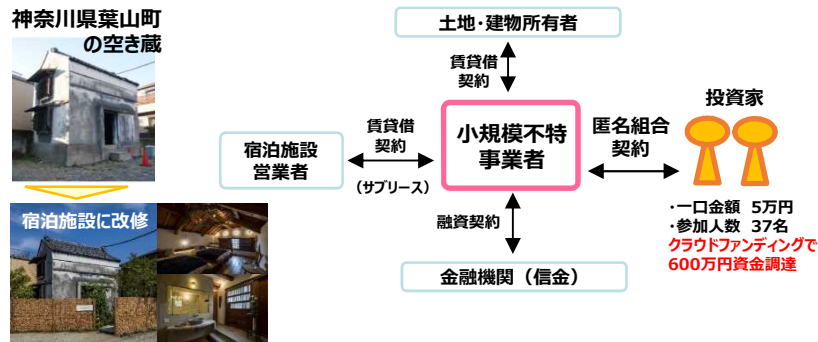 神奈川県葉山町
の空き蔵
宿泊施設に改修
土地・建物所有者
賃貸借
契約
宿泊施設
営業者
賃貸借
契約
（サブリース）
小規模不特
事業者
匿名組合
契約
投資家
・一口金額 5万円
・参加人数 37名
クラウドファンディングで
600万円資金調達
融資契約
金融機関（信金）